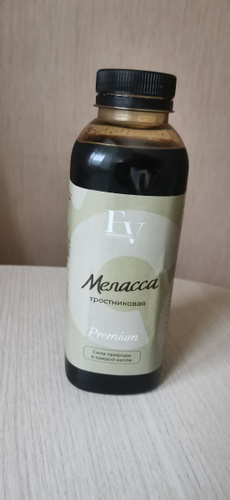 EV
Меласса
тростниковая
Premium
Сила природы
в каждой капле